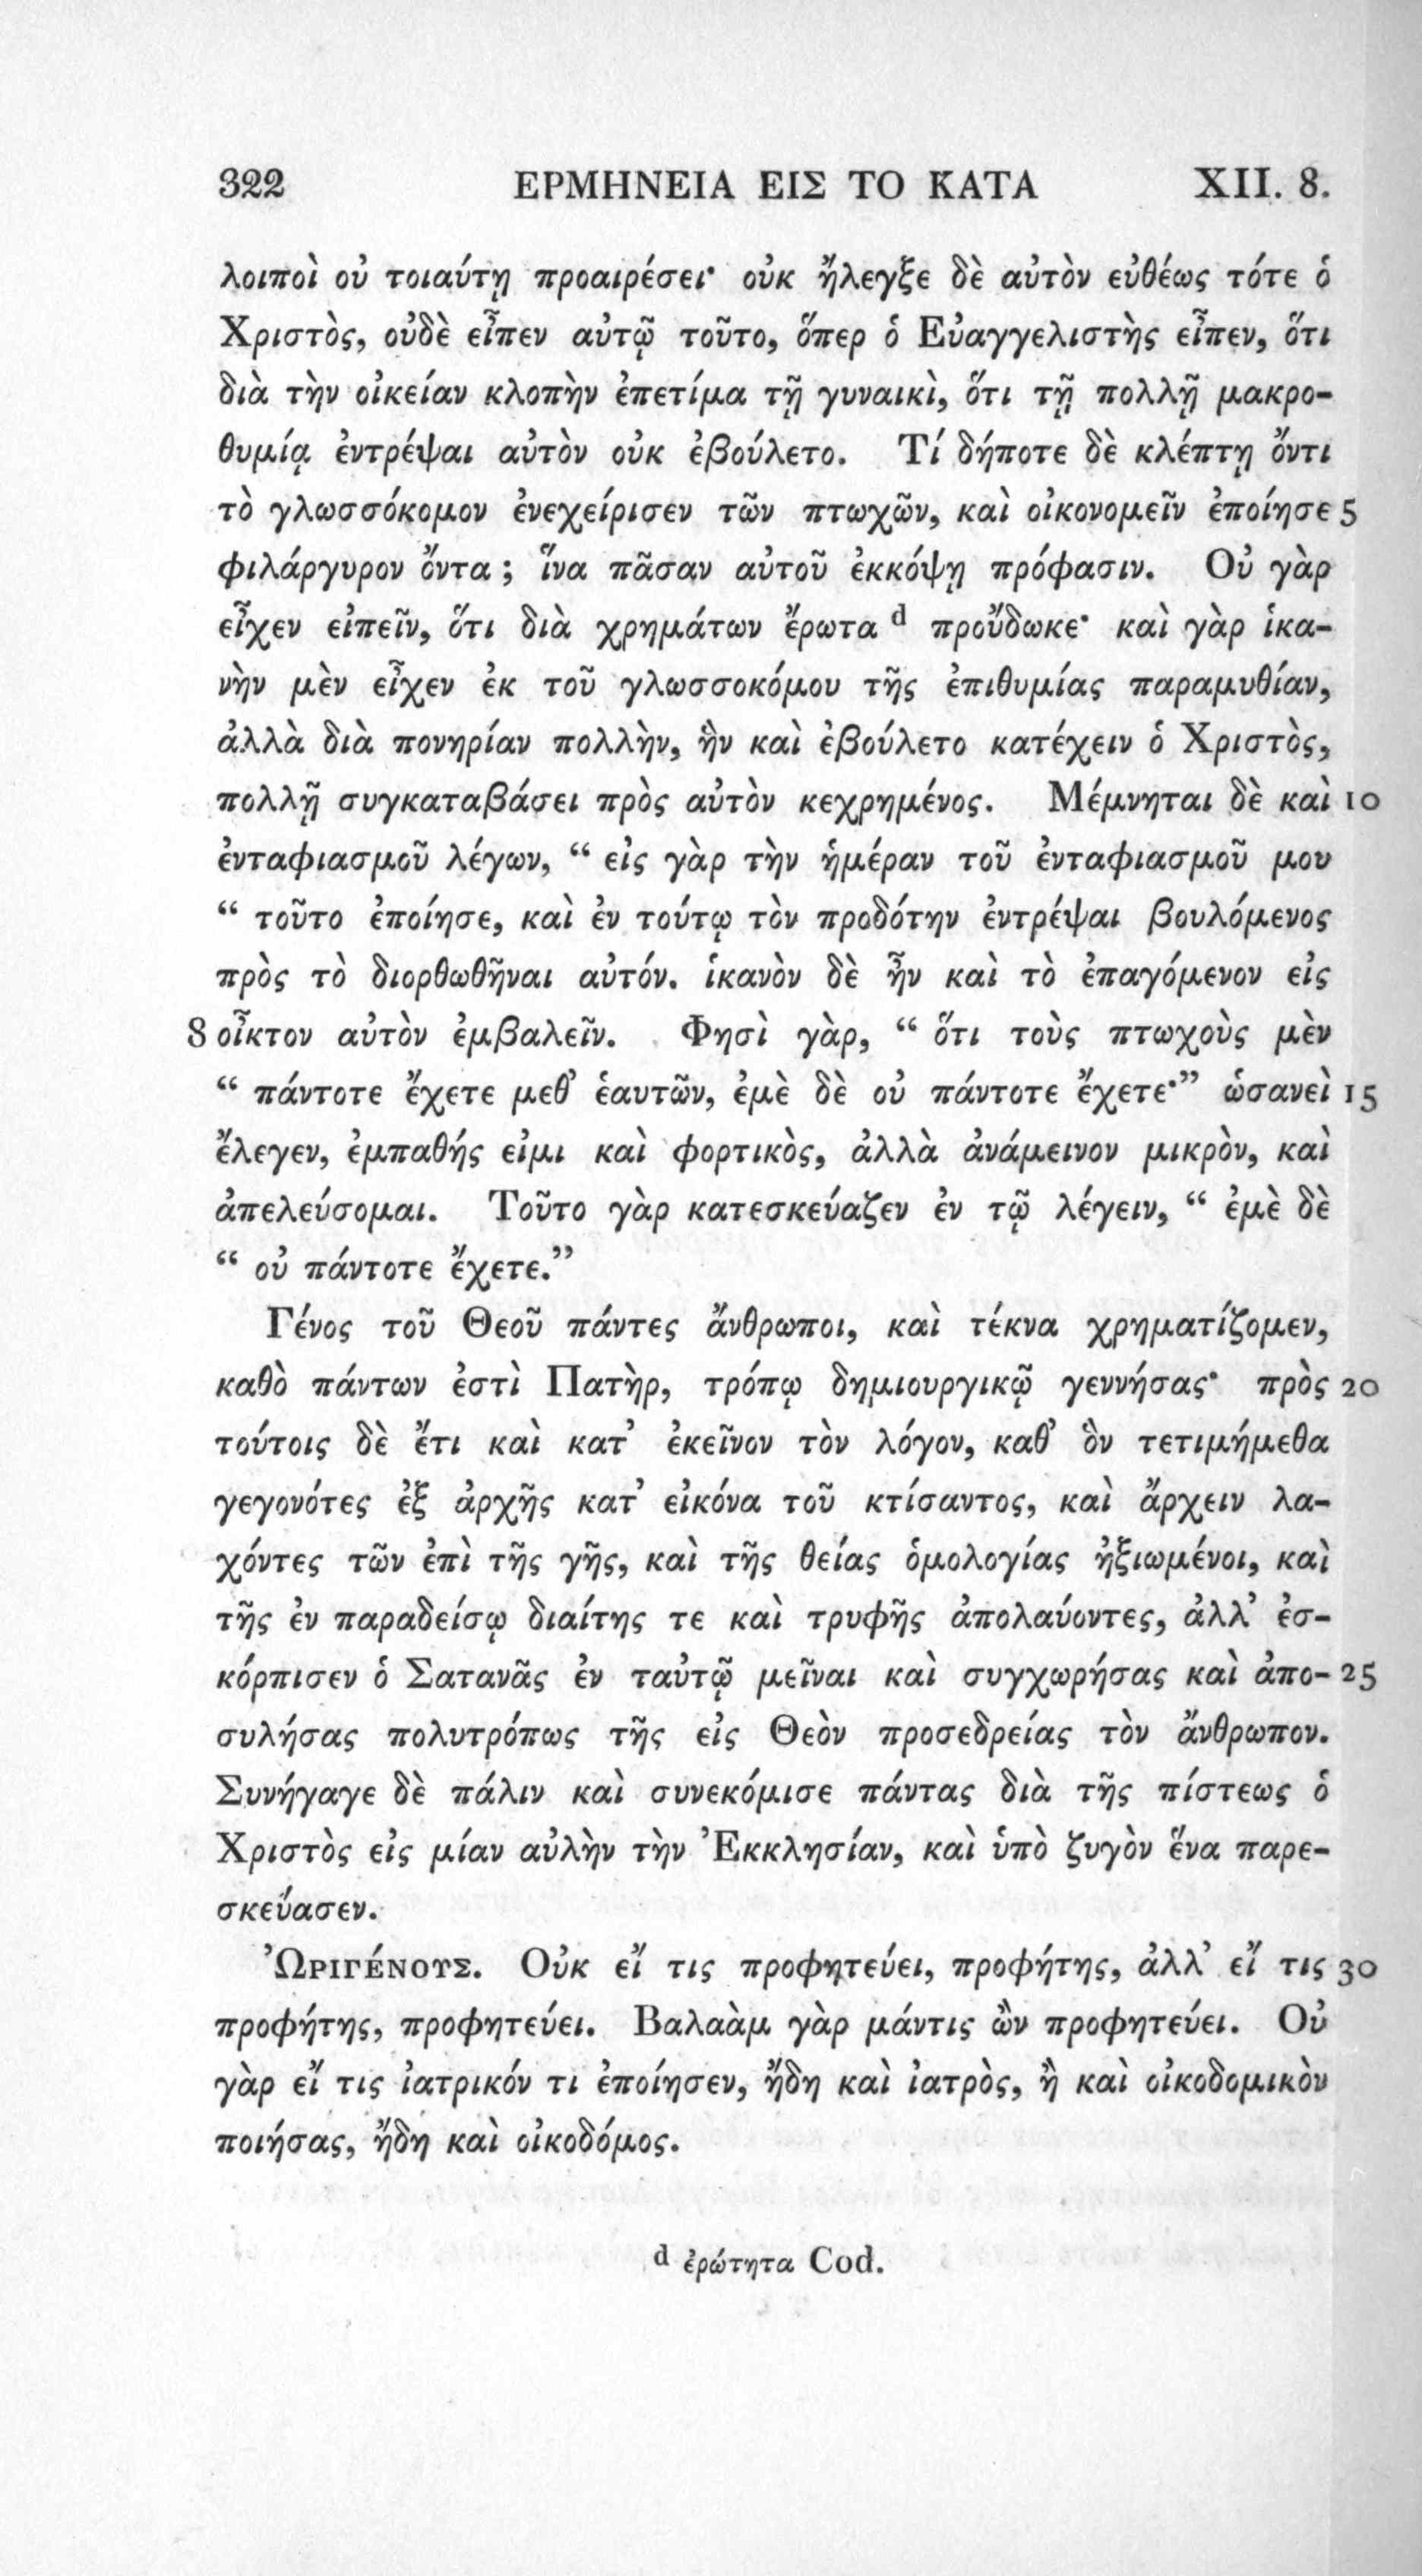 322 ΕΡΜΗΝΕΙΑ ΕΙΣ ΤΟ ΚΑΤΑ XII. 8.
λοιποὶ οὐ τοιαύτῃ προαιρέσει· οὐκ ἤλεγξε δὲ αὐτὸν εὐθέως τότε ὁ
Χριστὸς, οὐδὲ εἶπεν αὐτῷ τοῦτο, ὅπερ ὁ Εὐαγγελιστὴς εἶπεν, ὅτι
διὰ τὴν οἰκείαν κλοπὴν ἐπετίμα τῇ γυναικὶ, ὅτι τῇ πολλῇ μακρο-
θυμίᾳ ἐντρέψαι αὐτὸν οὐκ ἐβούλετο. Τί δήποτε δὲ κλέπτῃ ὄντι
τὸ γλωσσόκομον ἐνεχείρισεν τῶν πτωχῶν, καὶ οἰκονομεῖν ἐποίησε 5
φιλάργυρον ὄντα ; ἵνα πᾶσαν αὐτοῦ ἐκκόψῃ πρόφασιν. Οὐ γὰρ
εἶχεν εἰπεῖν, ὅτι διὰ χρημάτων ἔρωτα d προὔδωκε· καὶ γὰρ ἱκα-
νὴν μὲν εἶχεν ἐκ τοῦ γλωσσοκόμου τῆς ἐπιθυμίας παραμυθίαν,
ἀλλὰ διὰ πονηρίαν πολλὴν, ἣν καὶ ἐβούλετο κατέχειν ὁ Χριστὸς,
πολλῇ συγκαταβάσει πρὸς αὐτὸν κεχρημένος. Μέμνηται δὲ καὶ 10
ἐνταφιασμοῦ λέγων, “ εἰς γὰρ τὴν ἡμέραν τοῦ ἐνταφιασμοῦ μου
“ τοῦτο ἐποίησε, καὶ ἐν τούτῳ τὸν προδότην ἐντρέψαι βουλόμενος
πρὸς τὸ διορθωθῆναι αὐτόν. ἱκανὸν δὲ ἦν καὶ τὸ ἐπαγόμενον εἰς
8 οἶκτον αὐτὸν ἐμβαλεῖν. Φησὶ γὰρ, “ ὅτι τοὺς πτωχοὺς μὲν
“ πάντοτε ἔχετε μεθ’ ἑαυτῶν, ἐμὲ δὲ οὐ πάντοτε ἔχετε·” ὡσανεὶ 15
ἔλεγεν, ἐμπαθής εἰμι καὶ φορτικὸς, ἀλλὰ ἀνάμεινον μικρὸν, καὶ
ἀπελεύσομαι. Τοῦτο γὰρ κατεσκεύαζεν ἐν τῷ λέγειν, “ ἐμὲ δὲ
“ οὐ πάντοτε ἔχετε.”
Γένος τοῦ Θεοῦ πάντες ἄνθρωποι, καὶ τέκνα χρηματίζομεν,
καθὸ πάντων ἐστὶ Πατὴρ, τρόπῳ δημιουργικῷ γεννήσας· πρὸς 20
τούτοις δὲ ἔτι καὶ κατ’ ἐκεῖνον τὸν λόγον, καθ’ ὃν τετιμήμεθα
γεγονότες ἐξ ἀρχῆς κατ’ εἰκόνα τοῦ κτίσαντος, καὶ ἄρχειν λα-
χόντες τῶν ἐπὶ τῆς γῆς, καὶ τῆς θείας ὁμολογίας ἠξιωμένοι, καὶ
τῆς ἐν παραδείσῳ διαίτης τε καὶ τρυφῆς ἀπολαύοντες, ἀλλ’ ἐσ-
κόρπισεν ὁ Σατανᾶς ἐν ταὐτῷ μεῖναι καὶ συγχωρήσας καὶ ἀπο- 25
συλήσας πολυτρόπως τῆς εἰς Θεὸν προσεδρείας τὸν ἄνθρωπον.
Συνήγαγε δὲ πάλιν καὶ συνεκόμισε πάντας διὰ τῆς πίστεως ὁ
Χριστὸς εἰς μίαν αὐλὴν τὴν Ἐκκλησίαν, καὶ ὑπὸ ζυγὸν ἕνα παρε-
σκεύασεν.
ὨΡΙΓΈΝΟΥΣ. Οὐκ εἴ τις προφητεύει, προφήτης, ἀλλ’ εἴ τις 30
προφήτης, προφητεύει. Βαλαὰμ γὰρ μάντις ὢν προφητεύει. Οὐ
γὰρ εἴ τις ἰατρικόν τι ἐποίησεν, ἤδη καὶ ἰατρὸς, ἢ καὶ οἰκοδομικὸν
ποιήσας, ἤδη καὶ οἰκοδόμος.
d ἐρώτητα Cod.